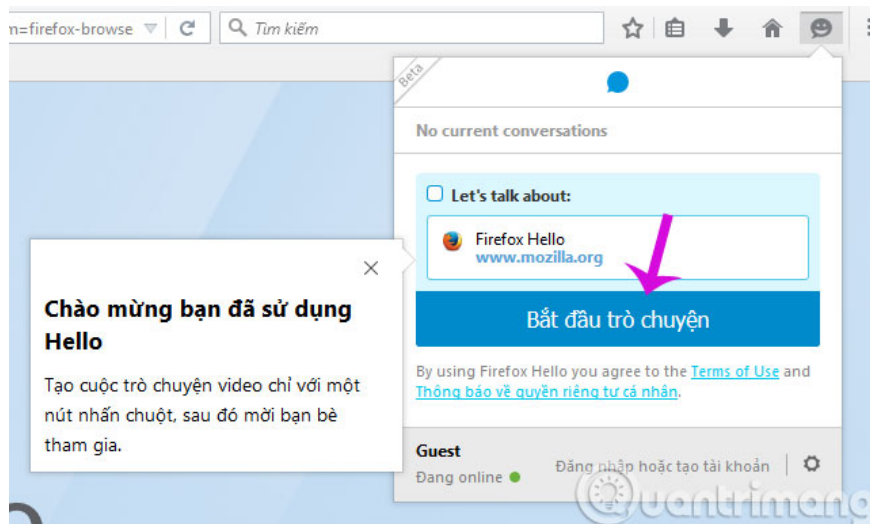 m=firefox-browse
Tìm kiếm
Beta
No current conversations
Let's talk about:
Firefox Hello
www.mozilla.org
Bắt đầu trò chuyện
By using Firefox Hello you agree to the Terms of Use and
Thông báo về quyền riêng tư cá nhân.
Guest
Đang online
Đăng nhập hoặc tạo tài khoản
Chào mừng bạn đã sử dụng
Hello
Tạo cuộc trò chuyện video chỉ với một
nút nhấn chuột, sau đó mời bạn bè
tham gia.
Quantrimang